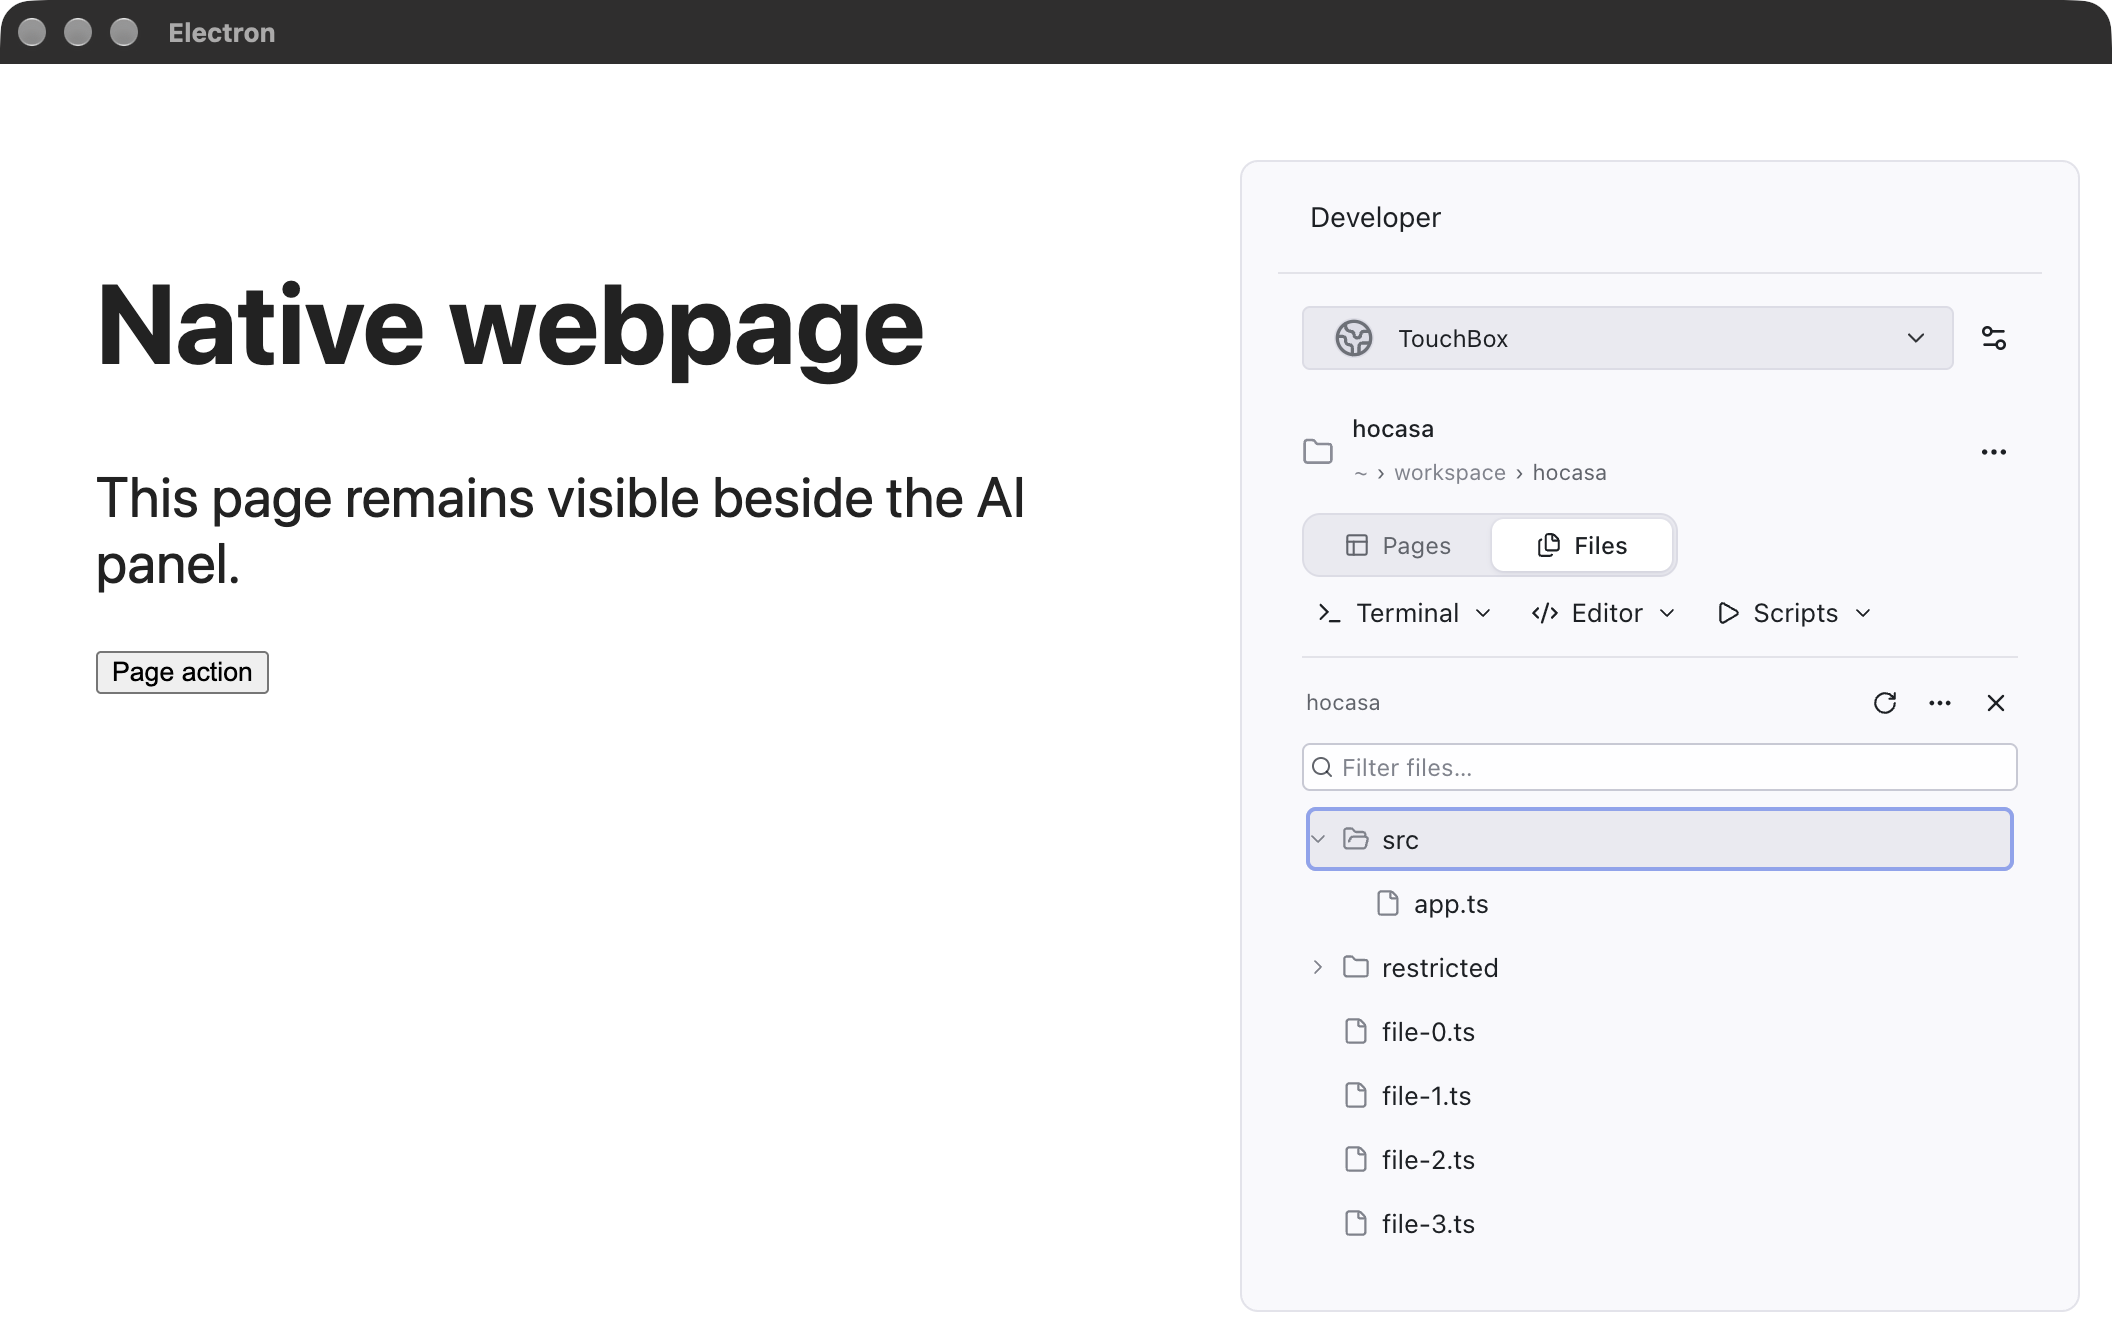 Electron
Native webpage
This page remains visible beside the AI
panel.
Page action
Developer
TouchBox
hocasa
~ › workspace › hocasa
Pages Files
Terminal </> Editor Scripts
hocasa
Filter files...
src
app.ts
restricted
file-0.ts
file-1.ts
file-2.ts
file-3.ts